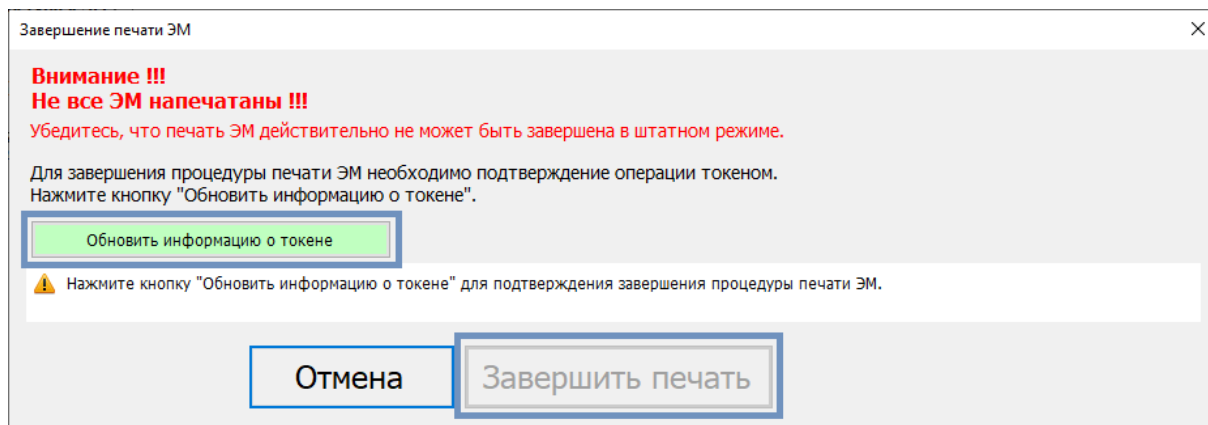 Завершение печати ЭМ
Внимание !!!
Не все ЭМ напечатаны !!!
Убедитесь, что печать ЭМ действительно не может быть завершена в штатном режиме.
Для завершения процедуры печати ЭМ необходимо подтверждение операции токеном.
Нажмите кнопку "Обновить информацию о токене".
Обновить информацию о токене
Нажмите кнопку "Обновить информацию о токене" для подтверждения завершения процедуры печати ЭМ.
Отмена
Завершить печать